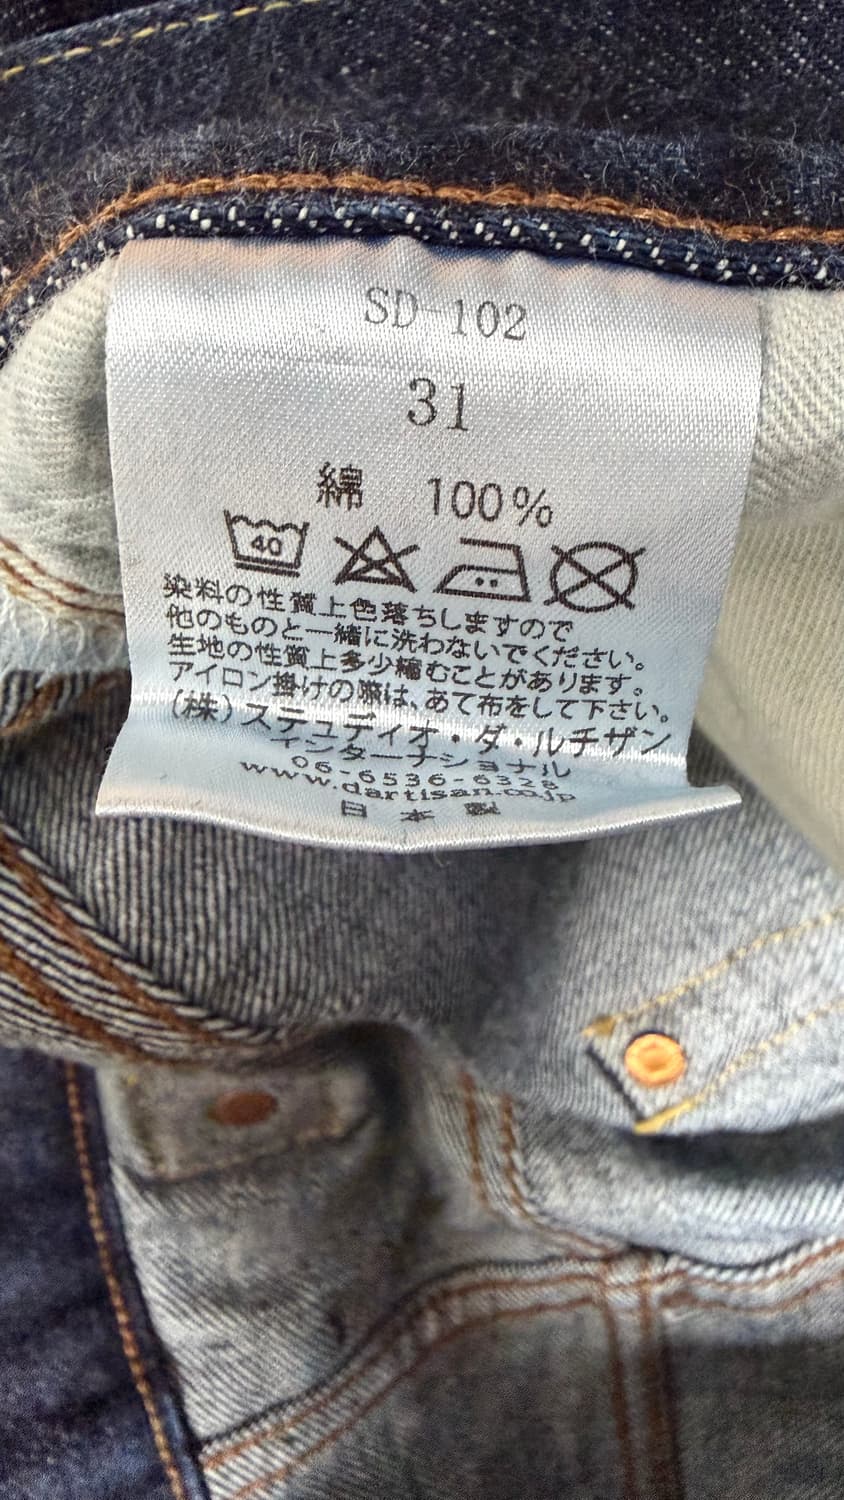 SD-102
31
綿 100%
40
染料の性質上色落ちしますので
他のものと一緒に洗わないでください。
生地の性質上多少縮むことがあります。
アイロン掛けの際は、あて布をして下さい。
(株)ステュディオ・ダ・ルチザン
インターナショナル
06-6536-6328
www.dartisan.co.jp
日本製